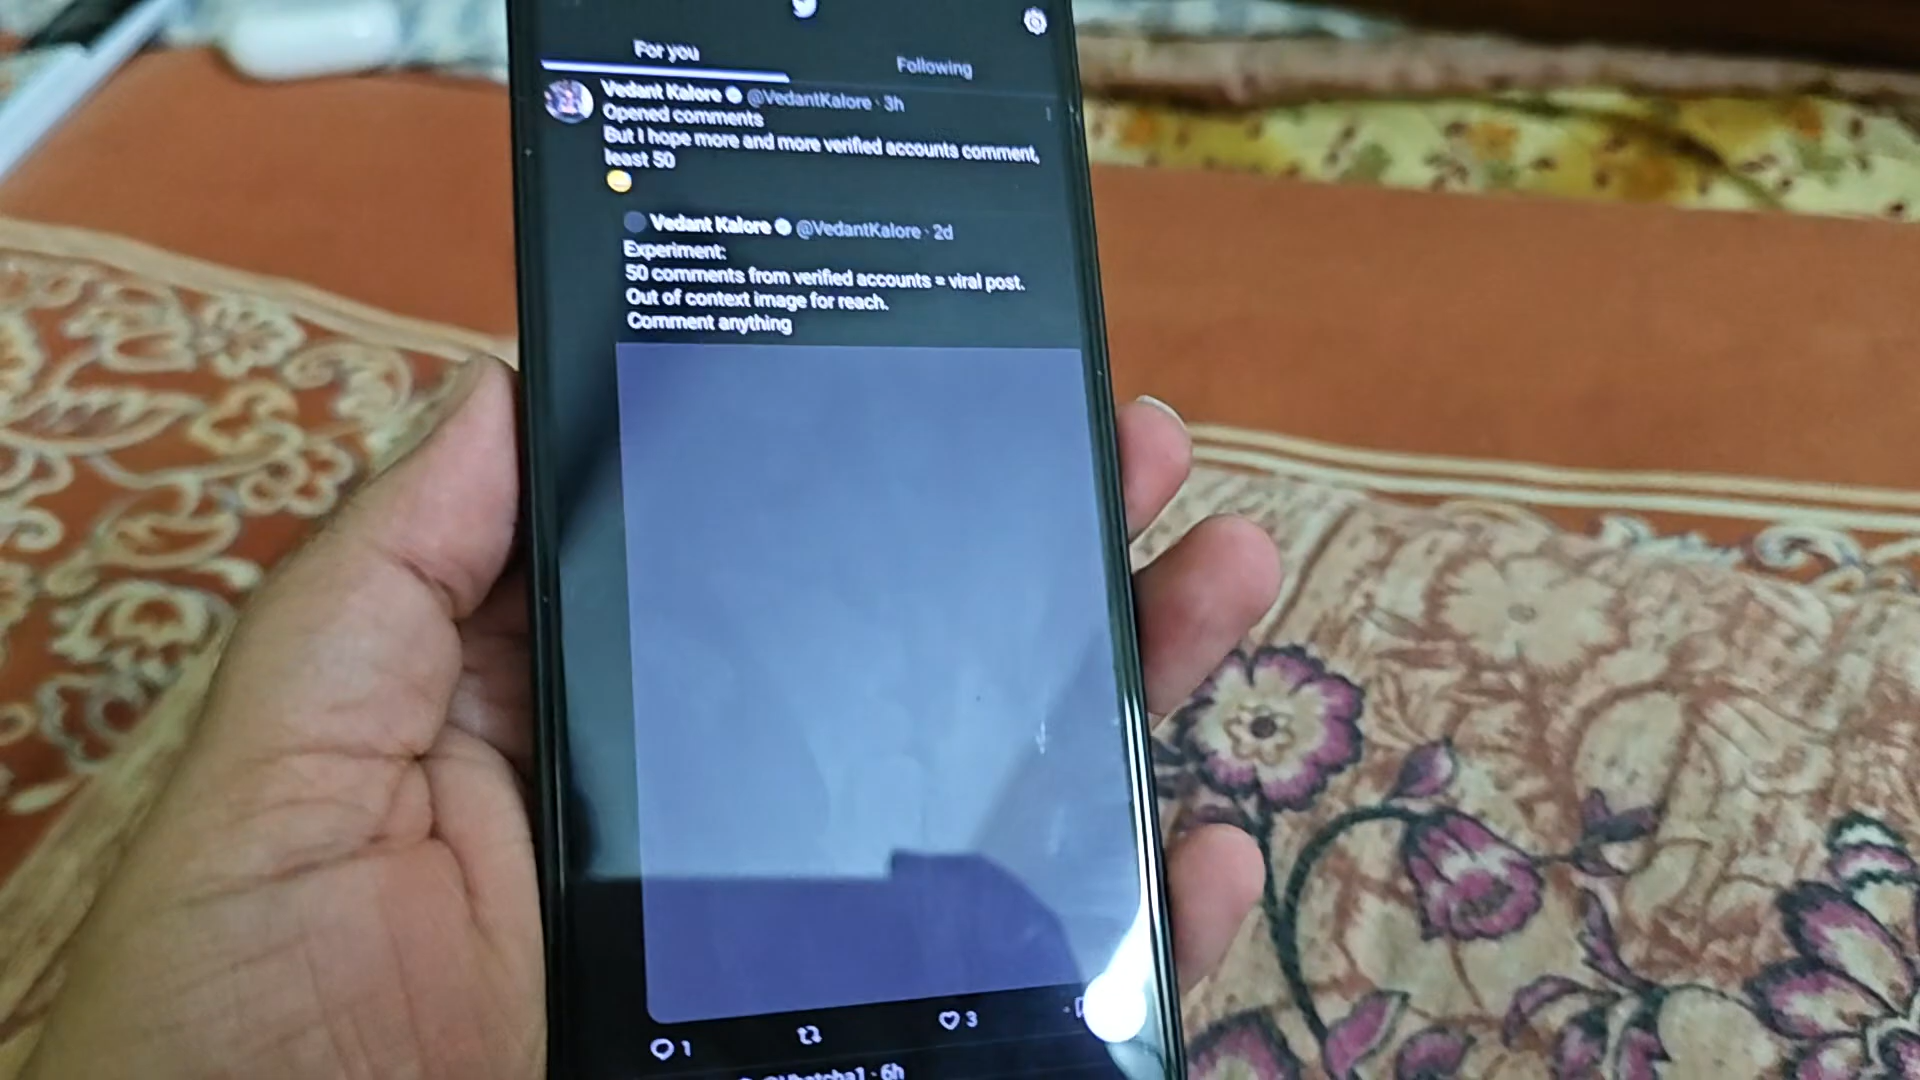 For you
Following
Vedant Kalore @VedantKalore · 3h
Opened comments
But I hope more and more verified accounts comment,
least 50
Vedant Kalore @VedantKalore · 2d
Experiment:
50 comments from verified accounts = viral post.
Out of context image for reach.
Comment anything
1
3
· 6h